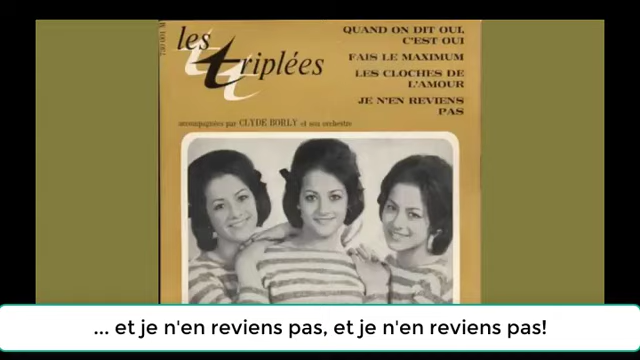 les triplées
QUAND ON DIT OUI,
C'EST OUI
FAIS LE MAXIMUM
LES CLOCHES DE
L'AMOUR
JE N'EN REVIENS
PAS
accompagnées par CLYDE BORLY et son orchestre
... et je n'en reviens pas, et je n'en reviens pas!